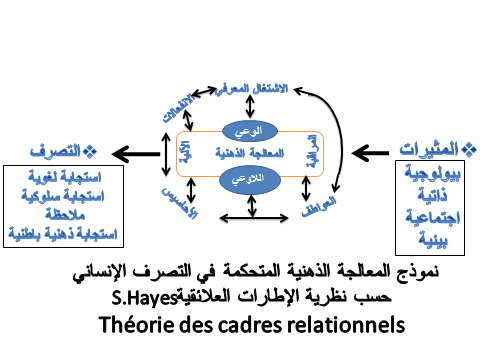 الاشتغال المعرفي
الانفعالات
الوعي
المراقبة
المعالجة الذهنية
الآلية
اللاوعي
العواطف
الأحاسيس
المثيرات
بيولوجية
ذاتية
اجتماعية
بيئية
التصرف
استجابة لغوية
استجابة سلوكية
ملاحظة
استجابة ذهنية باطنية
نموذج المعالجة الذهنية المتحكمة في التصرف الإنساني
حسب نظرية الإطارات العلائقيةS.Hayes
Théorie des cadres relationnels